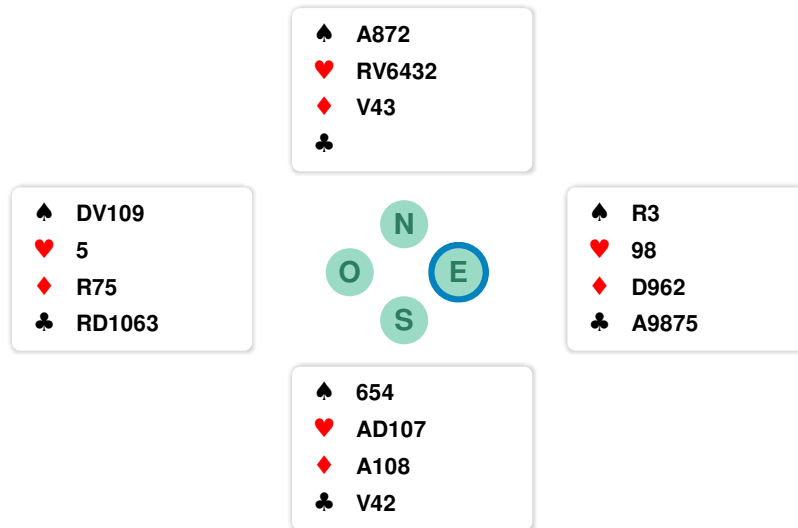 ♠ A872
♥ RV6432
♦ V43
♣
♠ DV109
♥ 5
♦ R75
♣ RD1063
N
O
E
S
♠ R3
♥ 98
♦ D962
♣ A9875
♠ 654
♥ AD107
♦ A108
♣ V42